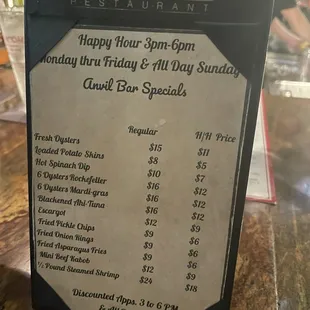 RESTAURANT
Happy Hour 3pm-6pm
Monday thru Friday & All Day Sunday
Anvil Bar Specials
Regular H/H Price
Fresh Oysters $15 $11
Loaded Potato Skins $8 $5
Hot Spinach Dip $10 $7
6 Oysters Rockefeller $16 $12
6 Oysters Mardi-gras $16 $12
Blackened Ahi-Tuna $16 $12
Escargot $12 $9
Fried Pickle Chips $9 $6
Fried Onion Rings $9 $6
Fried Asparagus Fries $9 $6
Mini Beef Kabob $12 $9
½ Pound Steamed Shrimp $24 $18
Discounted Apps. 3 to 6 PM